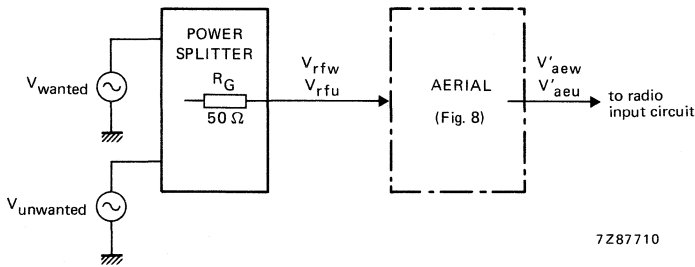 POWER
SPLITTER
R_G
50 Ω
V_wanted
V_unwanted
V_rfw
V_rfu
AERIAL
(Fig. 8)
V'_aew
V'_aeu
to radio
input circuit
7Z87710